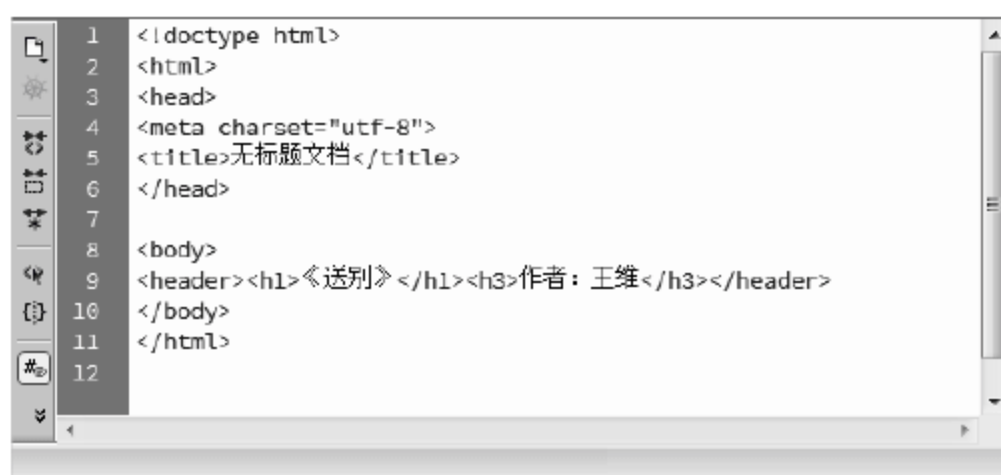 1 <!doctype html>
2 <html>
3 <head>
4 <meta charset="utf-8">
5 <title>无标题文档</title>
6 </head>
7
8 <body>
9 <header><h1>《送别》</h1><h3>作者：王维</h3></header>
10 </body>
11 </html>
12